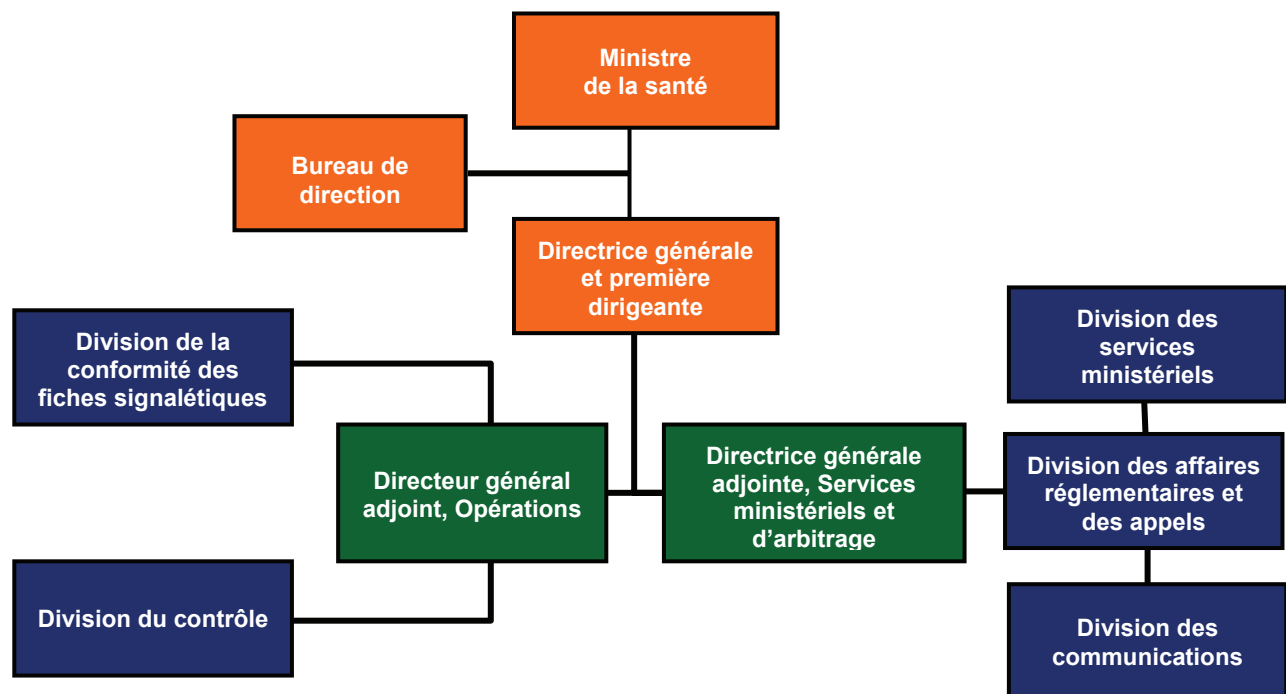 Ministre
de la santé
Bureau de
direction
Directrice générale
et première
dirigeante
Division de la
conformité des
fiches signalétiques
Division des
services
ministériels
Directeur général
adjoint, Opérations
Directrice générale
adjointe, Services
ministériels et
d’arbitrage
Division des affaires
réglementaires et
des appels
Division du contrôle
Division des
communications